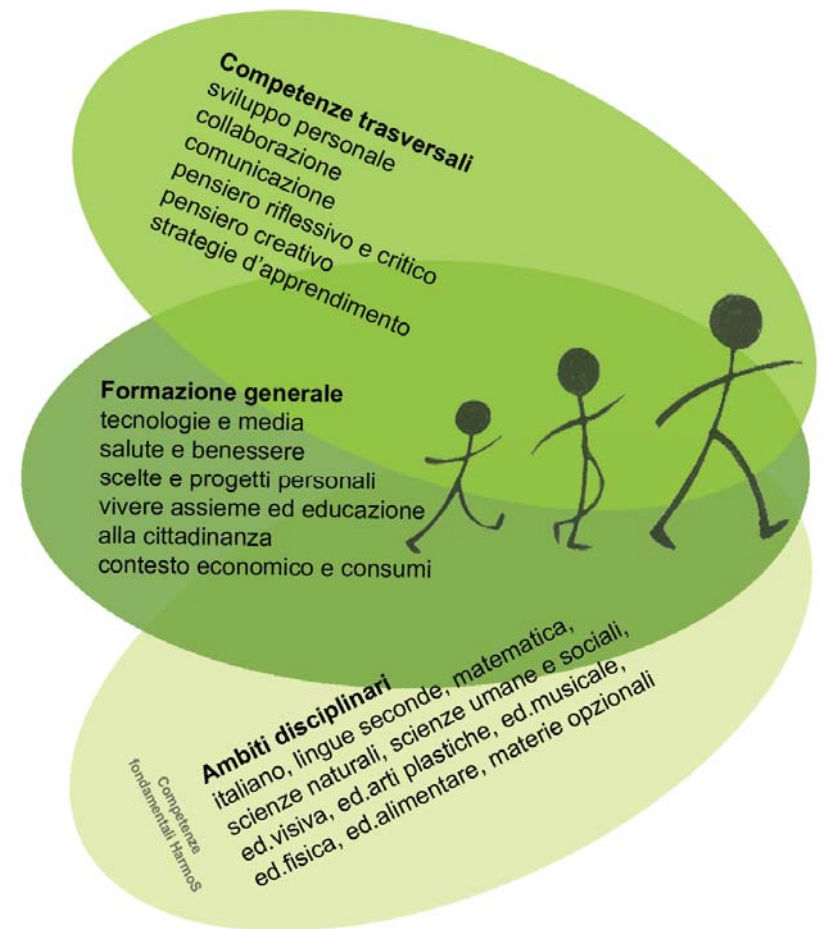 Competenze trasversali
sviluppo personale
collaborazione
comunicazione
pensiero riflessivo e critico
pensiero creativo
strategie d'apprendimento
Formazione generale
tecnologie e media
salute e benessere
scelte e progetti personali
vivere assieme ed educazione
alla cittadinanza
contesto economico e consumi
Ambiti disciplinari
italiano, lingue seconde, matematica,
scienze naturali, scienze umane e sociali,
ed.visiva, ed.arti plastiche, ed.musicale,
ed.fisica, ed.alimentare, materie opzionali
Competenze
fondamentali HarmoS